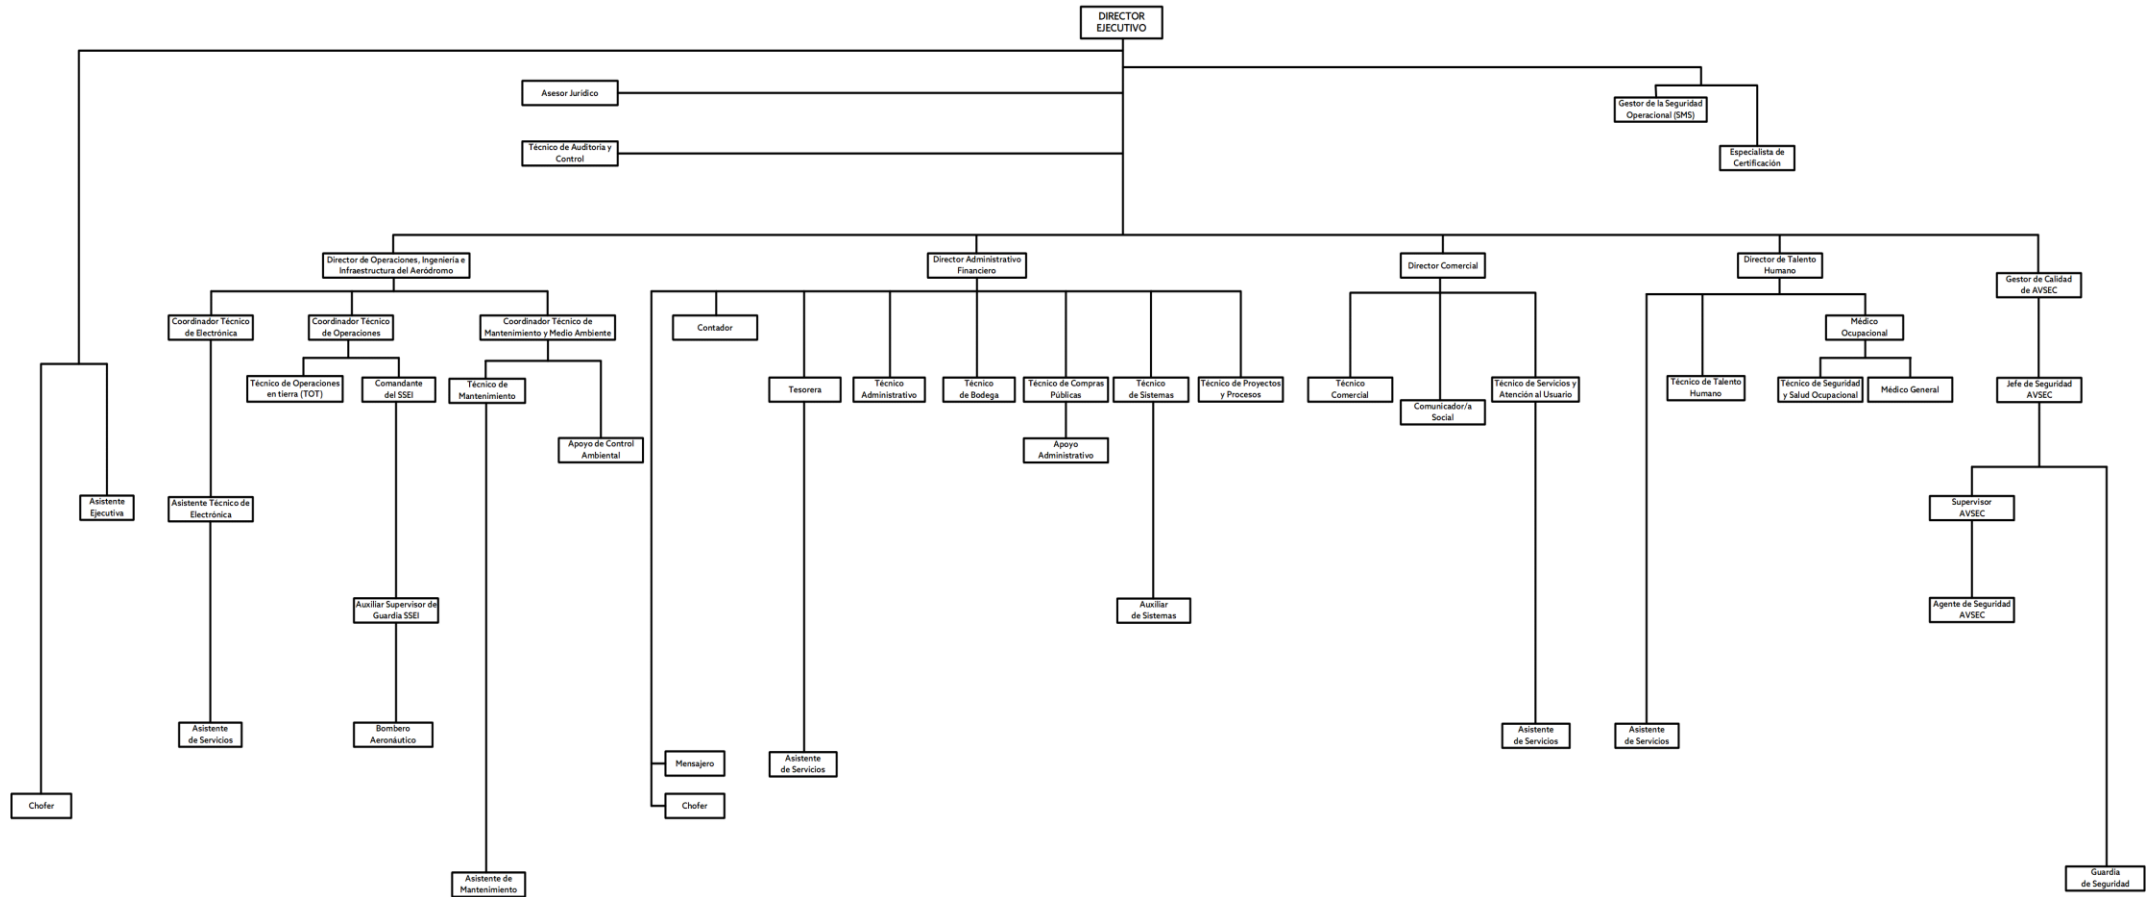 DIRECTOR
EJECUTIVO
Asesor Jurídico
Gestor de la Seguridad
Operacional (SMS)
Técnico de Auditoría y
Control
Especialista de
Certificación
Director de Operaciones, Ingeniería e
Infraestructura del Aeródromo
Director Administrativo
Financiero
Director Comercial
Director de Talento
Humano
Gestor de Calidad
de AVSEC
Coordinador Técnico
de Electrónica
Coordinador Técnico
de Operaciones
Coordinador Técnico de
Mantenimiento y Medio Ambiente
Contador
Médico
Ocupacional
Técnico de Operaciones
en tierra (TOT)
Comandante
del SSEI
Técnico de
Mantenimiento
Tesorera
Técnico
Administrativo
Técnico
de Bodega
Técnico de Compras
Públicas
Técnico
de Sistemas
Técnico de Proyectos
y Procesos
Técnico
Comercial
Comunicador/a
Social
Técnico de Servicios y
Atención al Usuario
Técnico de Talento
Humano
Técnico de Seguridad
y Salud Ocupacional
Médico General
Jefe de Seguridad
AVSEC
Apoyo de Control
Ambiental
Apoyo
Administrativo
Asistente
Ejecutiva
Asistente Técnico de
Electrónica
Supervisor
AVSEC
Auxiliar Supervisor de
Guardia SSEI
Auxiliar
de Sistemas
Agente de Seguridad
AVSEC
Asistente
de Servicios
Bombero
Aeronáutico
Asistente
de Servicios
Asistente
de Servicios
Mensajero
Asistente
de Servicios
Chofer
Chofer
Asistente de
Mantenimiento
Guardia
de Seguridad